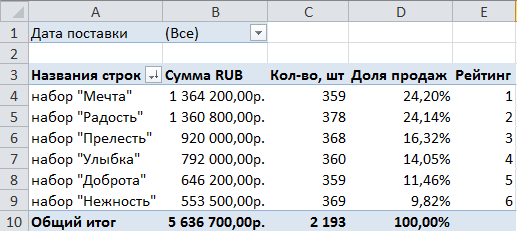 A B C D E
1 Дата поставки (Все)
2
3 Названия строк Сумма RUB Кол-во, шт Доля продаж Рейтинг
4 набор "Мечта" 1 364 200,00р. 359 24,20% 1
5 набор "Радость" 1 360 800,00р. 378 24,14% 2
6 набор "Прелесть" 920 000,00р. 368 16,32% 3
7 набор "Улыбка" 792 000,00р. 360 14,05% 4
8 набор "Доброта" 646 200,00р. 359 11,46% 5
9 набор "Нежность" 553 500,00р. 369 9,82% 6
10 Общий итог 5 636 700,00р. 2 193 100,00%